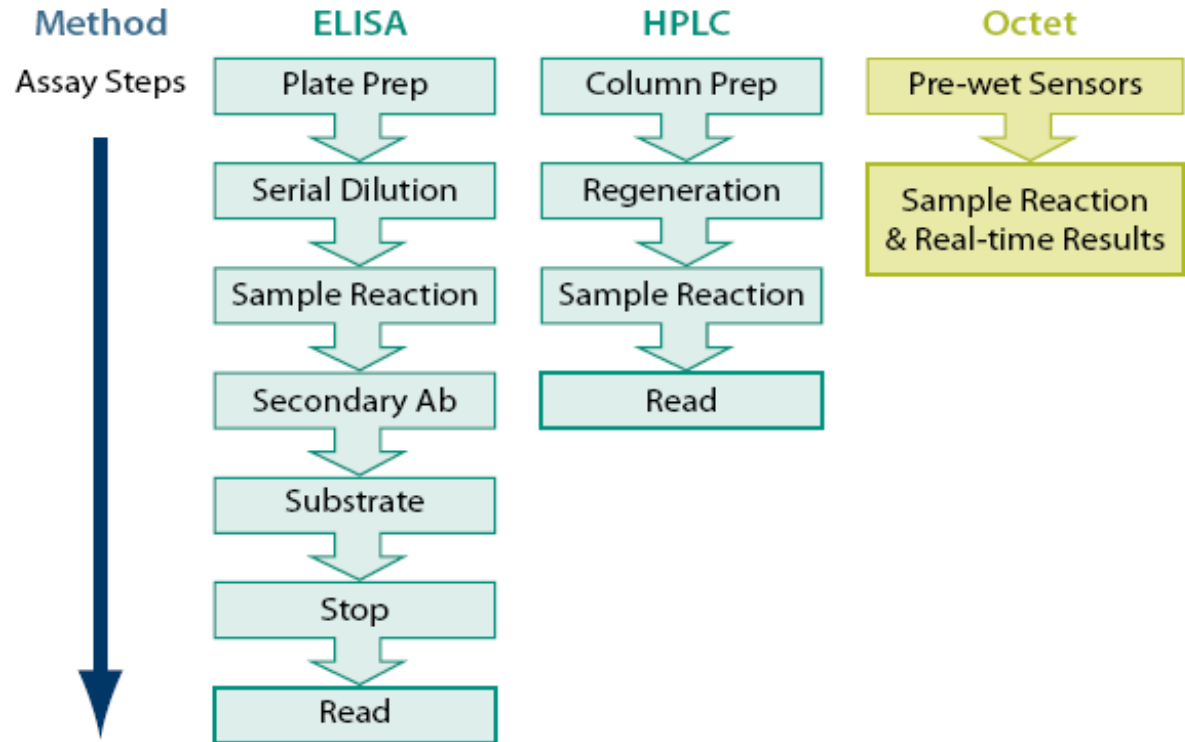 Method
Assay Steps
ELISA
Plate Prep
Serial Dilution
Sample Reaction
Secondary Ab
Substrate
Stop
Read
HPLC
Column Prep
Regeneration
Sample Reaction
Read
Octet
Pre-wet Sensors
Sample Reaction
& Real-time Results